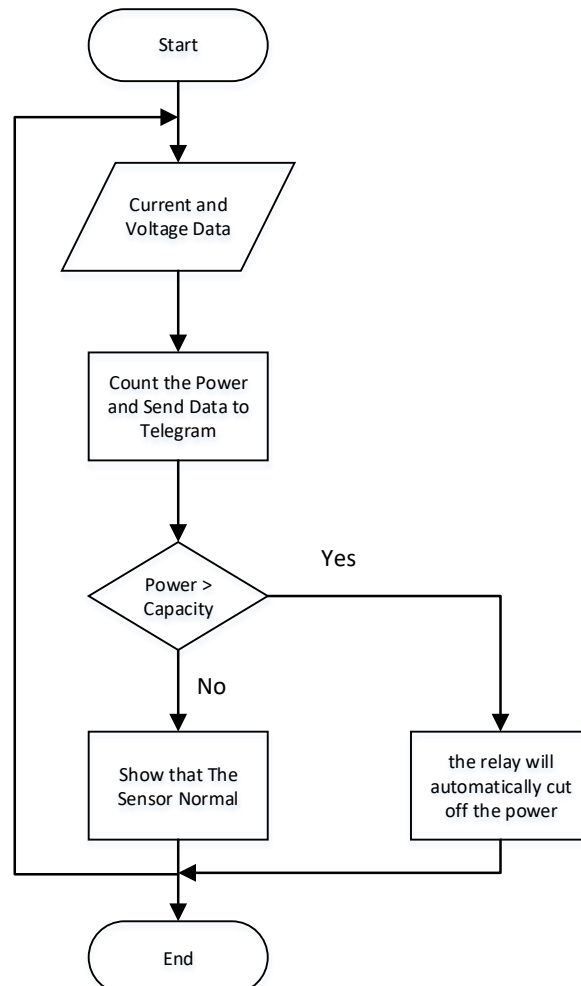 Start
Current and
Voltage Data
Count the Power
and Send Data to
Telegram
Power >
Capacity
Yes
No
Show that The
Sensor Normal
the relay will
automatically cut
off the power
End